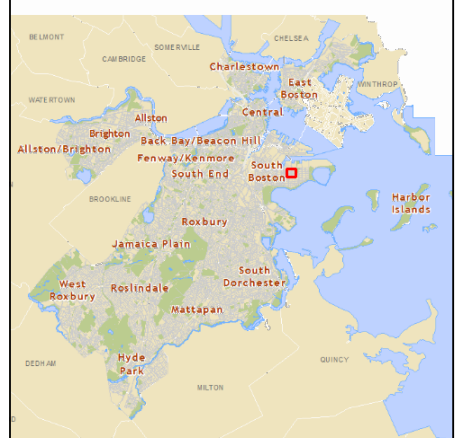 BELMONT
CHELSEA
SOMERVILLE
CAMBRIDGE
Charlestown
East
Boston
WINTHROP
WATERTOWN
Central
Allston
Brighton
Allston/Brighton
Back Bay/Beacon Hill
Fenway/Kenmore
South End
South
Boston
BROOKLINE
Harbor
Islands
Roxbury
Jamaica Plain
West
Roxbury
Roslindale
South
Dorchester
Mattapan
Hyde
Park
DEDHAM
QUINCY
MILTON